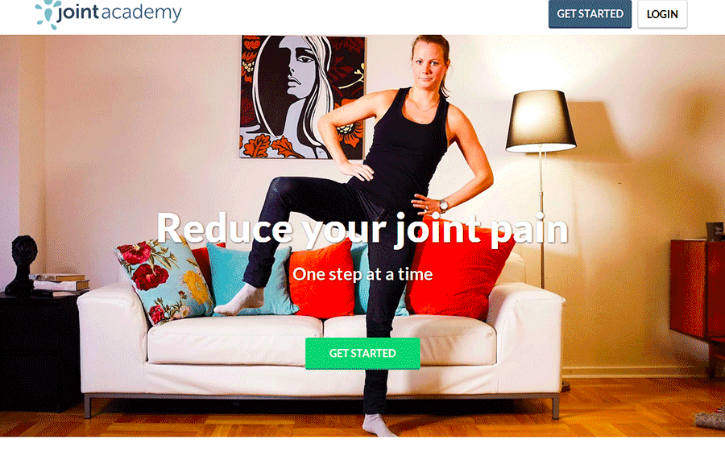 jointacademy
GET STARTED
LOGIN
Reduce your joint pain
One step at a time
GET STARTED